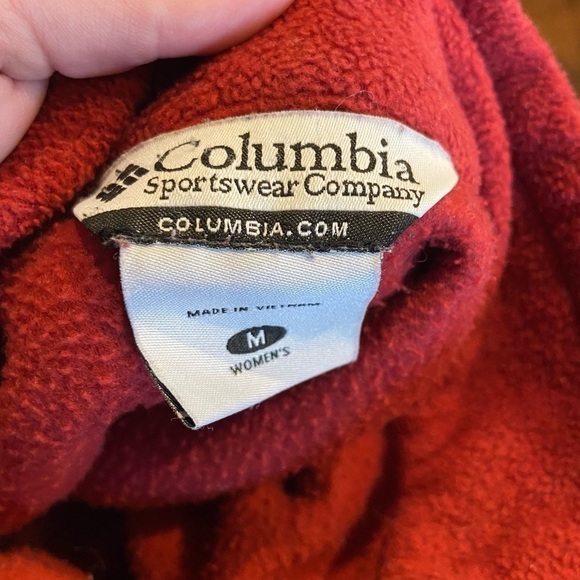 Columbia
Sportswear Company
COLUMBIA.COM
MADE IN VIETNAM
M
WOMEN'S